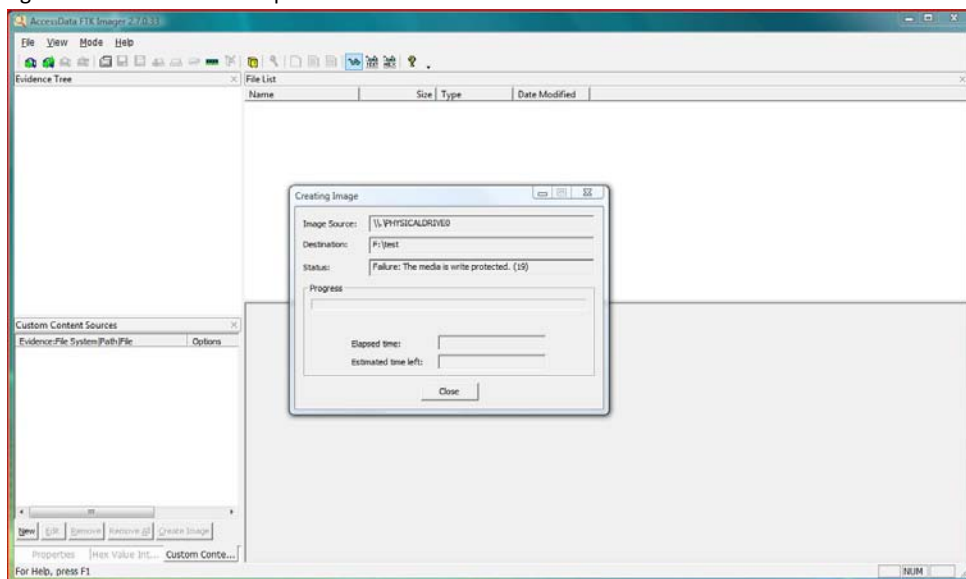 AccessData FTK Imager 2.7.0.33
File View Mode Help
Evidence Tree
File List
Name Size Type Date Modified
Creating Image
Image Source: \\.\PHYSICALDRIVE0
Destination: F:\test
Status: Failure: The media is write protected. (19)
Progress
Elapsed time:
Estimated time left:
Close
Custom Content Sources
Evidence:File System|Path|File Options
New Edit Remove Remove All Create Image
Properties Hex Value Int... Custom Conte...
For Help, press F1
NUM